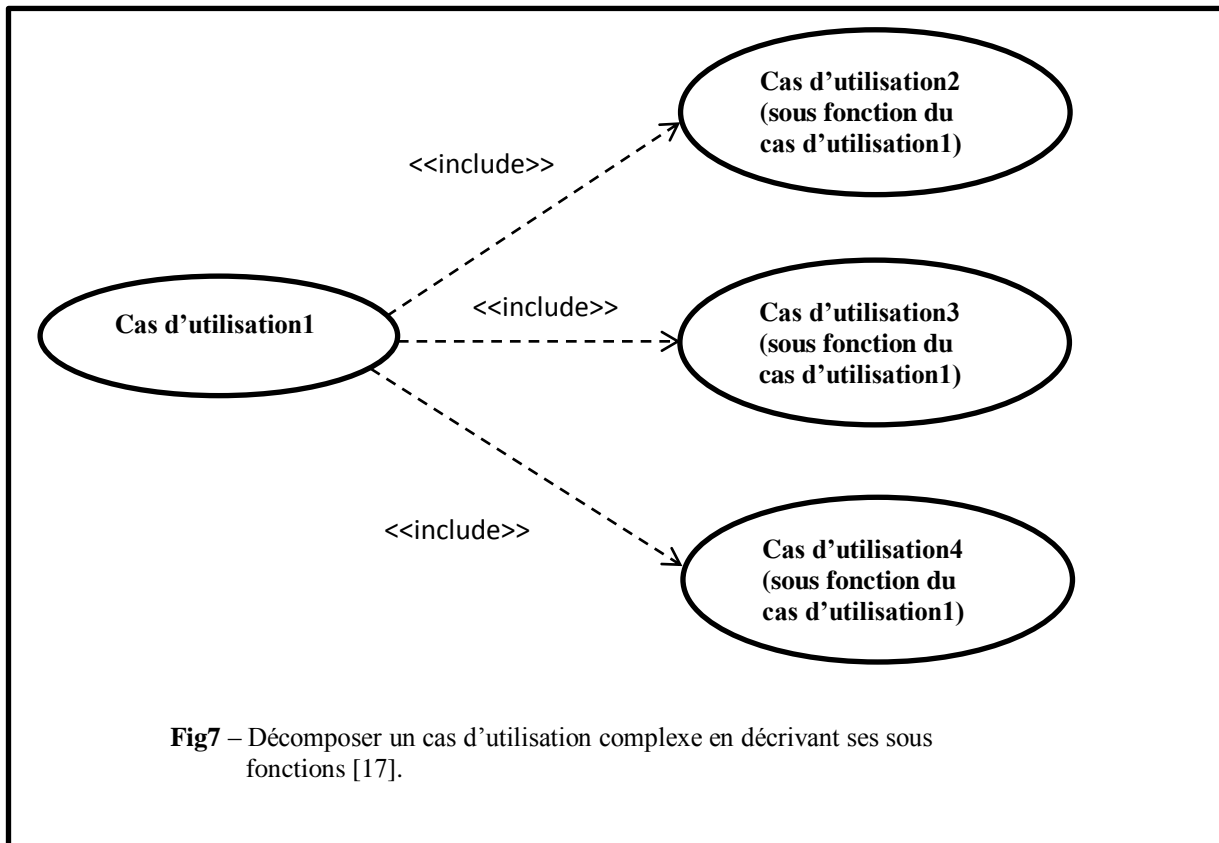 Cas d’utilisation2
(sous fonction du
cas d’utilisation1)
<<include>>
Cas d’utilisation1
<<include>>
Cas d’utilisation3
(sous fonction du
cas d’utilisation1)
<<include>>
Cas d’utilisation4
(sous fonction du
cas d’utilisation1)
Fig7 – Décomposer un cas d’utilisation complexe en décrivant ses sous
fonctions [17].